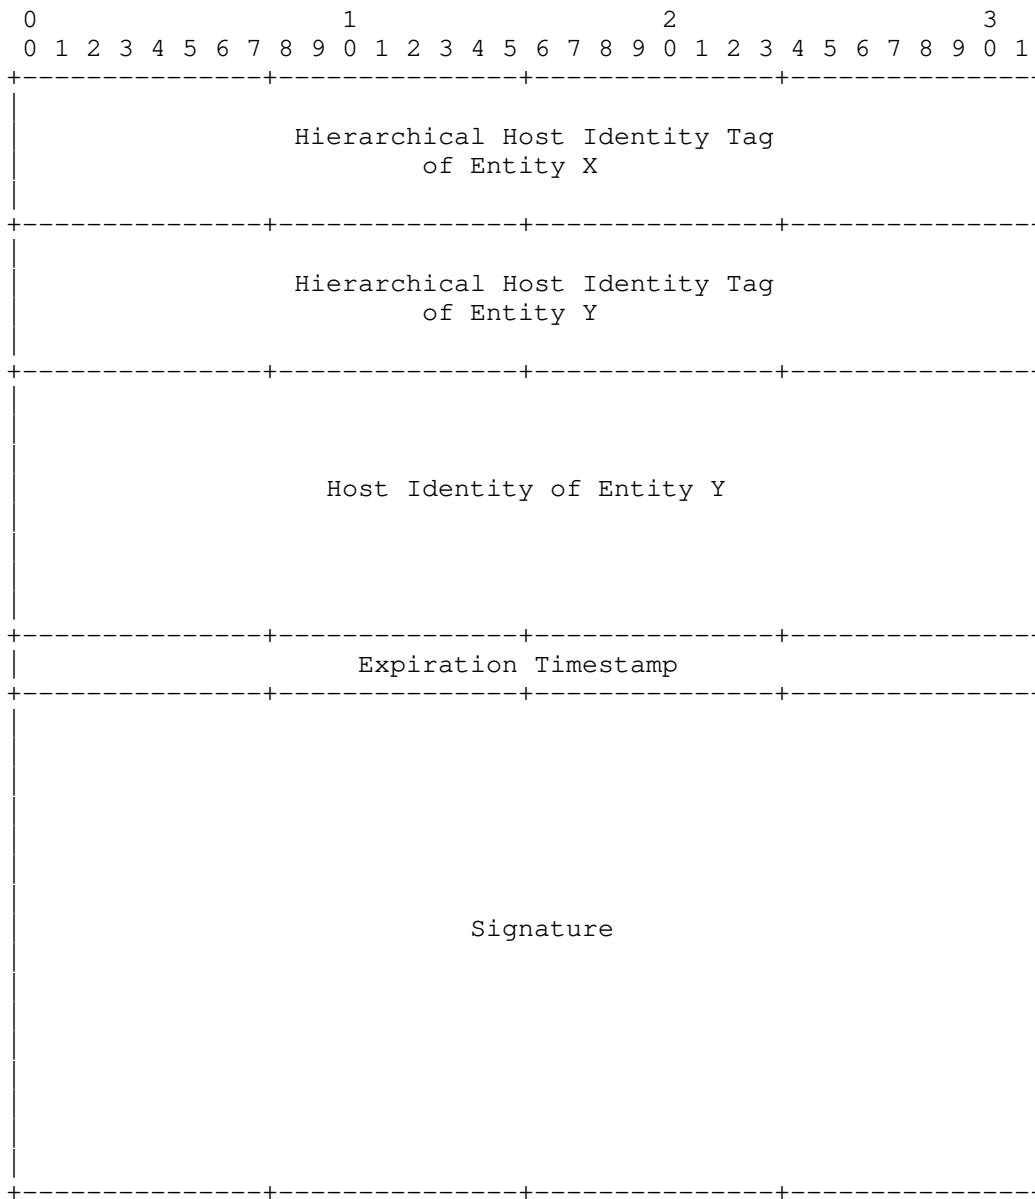 0                   1                   2                   3
0 1 2 3 4 5 6 7 8 9 0 1 2 3 4 5 6 7 8 9 0 1 2 3 4 5 6 7 8 9 0 1
Hierarchical Host Identity Tag
of Entity X
Hierarchical Host Identity Tag
of Entity Y
Host Identity of Entity Y
Expiration Timestamp
Signature